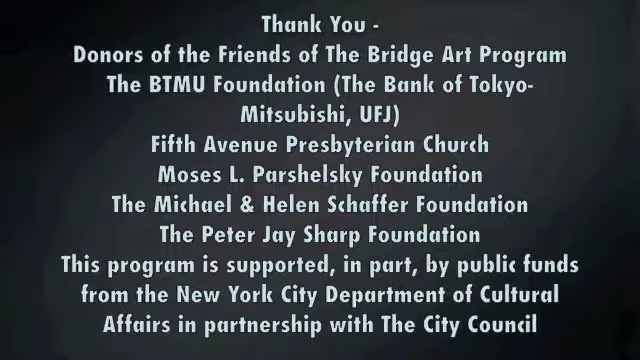 Thank You -
Donors of the Friends of The Bridge Art Program
The BTMU Foundation (The Bank of Tokyo-
Mitsubishi, UFJ)
Fifth Avenue Presbyterian Church
Moses L. Parshelsky Foundation
The Michael & Helen Schaffer Foundation
The Peter Jay Sharp Foundation
This program is supported, in part, by public funds
from the New York City Department of Cultural
Affairs in partnership with The City Council